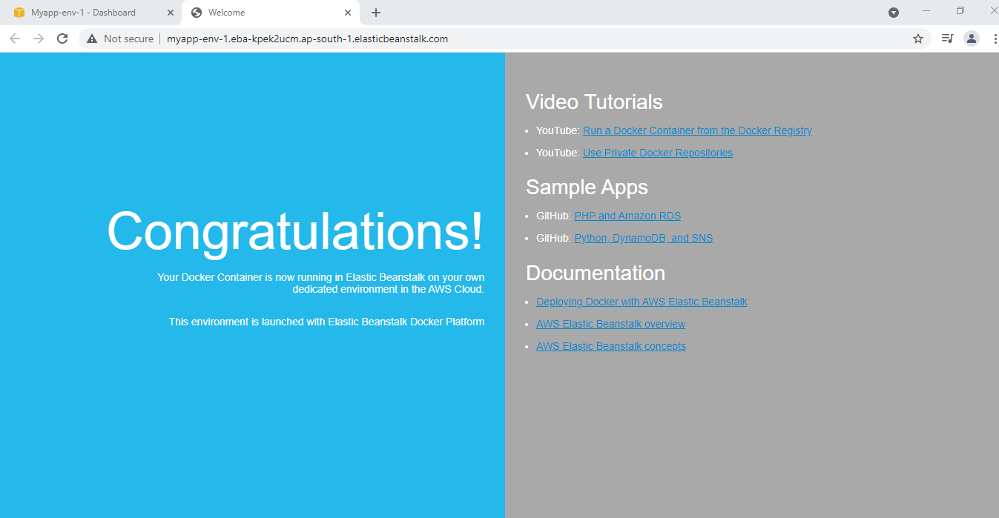 Myapp-env-1 - Dashboard
Welcome
Not secure
myapp-env-1.eba-kpek2ucm.ap-south-1.elasticbeanstalk.com
Congratulations!
Your Docker Container is now running in Elastic Beanstalk on your own
dedicated environment in the AWS Cloud.
This environment is launched with Elastic Beanstalk Docker Platform
Video Tutorials
YouTube: Run a Docker Container from the Docker Registry
YouTube: Use Private Docker Repositories
Sample Apps
GitHub: PHP and Amazon RDS
GitHub: Python, DynamoDB, and SNS
Documentation
Deploying Docker with AWS Elastic Beanstalk
AWS Elastic Beanstalk overview
AWS Elastic Beanstalk concepts